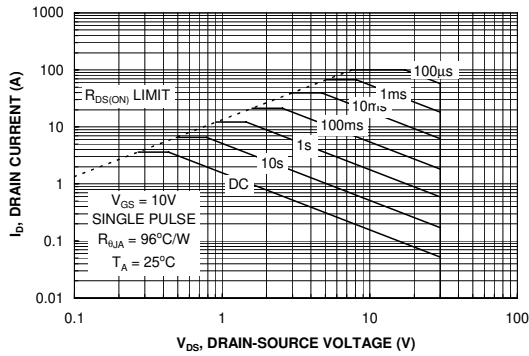 1000
100
10
1
0.1
0.01
I_D, DRAIN CURRENT (A)
R_DS(ON) LIMIT
100µs
1ms
10ms
100ms
1s
10s
DC
V_GS = 10V
SINGLE PULSE
R_θJA = 96°C/W
T_A = 25°C
0.1
1
10
100
V_DS, DRAIN-SOURCE VOLTAGE (V)